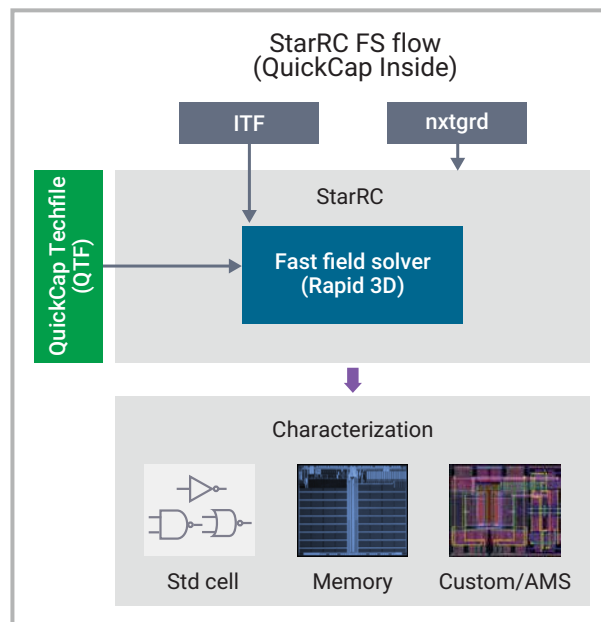 StarRC FS flow
(QuickCap Inside)
ITF
nxtgrd
QuickCap Techfile
(QTF)
StarRC
Fast field solver
(Rapid 3D)
Characterization
Std cell
Memory
Custom/AMS